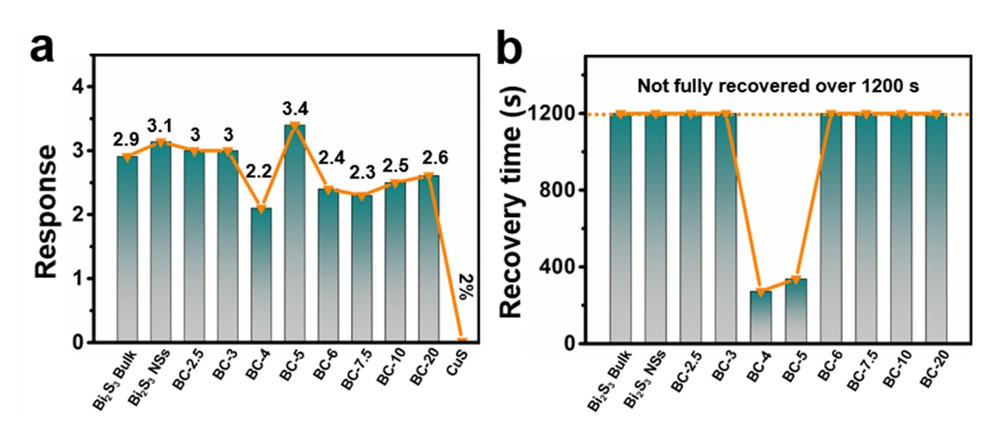 a
Response
4
3
2
1
0
2.9
3.1
3
3
2.2
3.4
2.4
2.3
2.5
2.6
2%
Bi₂S₃ Bulk
Bi₂S₃ NSs
BC-2.5
BC-3
BC-4
BC-5
BC-6
BC-7.5
BC-10
BC-20
CuS
b
Recovery time (s)
Not fully recovered over 1200 s
1200
800
400
0
Bi₂S₃ Bulk
Bi₂S₃ NSs
BC-2.5
BC-3
BC-4
BC-5
BC-6
BC-7.5
BC-10
BC-20